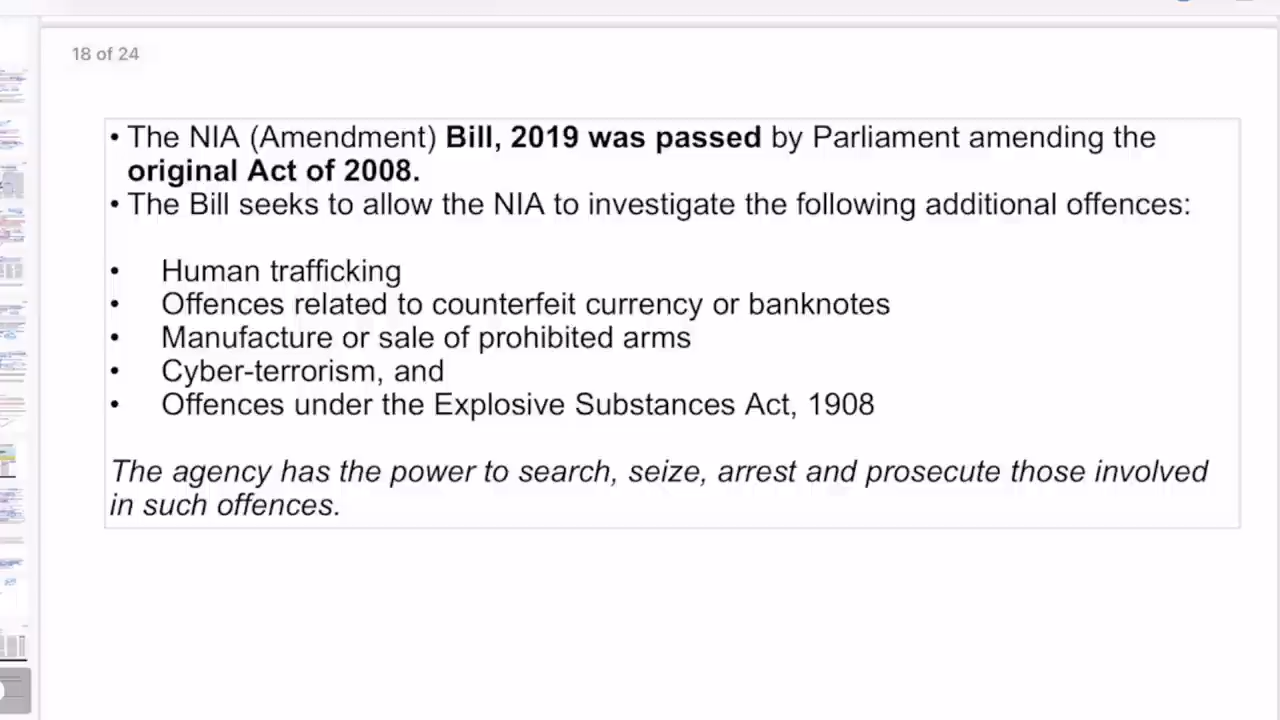 18 of 24
• The NIA (Amendment) Bill, 2019 was passed by Parliament amending the
original Act of 2008.
• The Bill seeks to allow the NIA to investigate the following additional offences:
• Human trafficking
• Offences related to counterfeit currency or banknotes
• Manufacture or sale of prohibited arms
• Cyber-terrorism, and
• Offences under the Explosive Substances Act, 1908
The agency has the power to search, seize, arrest and prosecute those involved
in such offences.